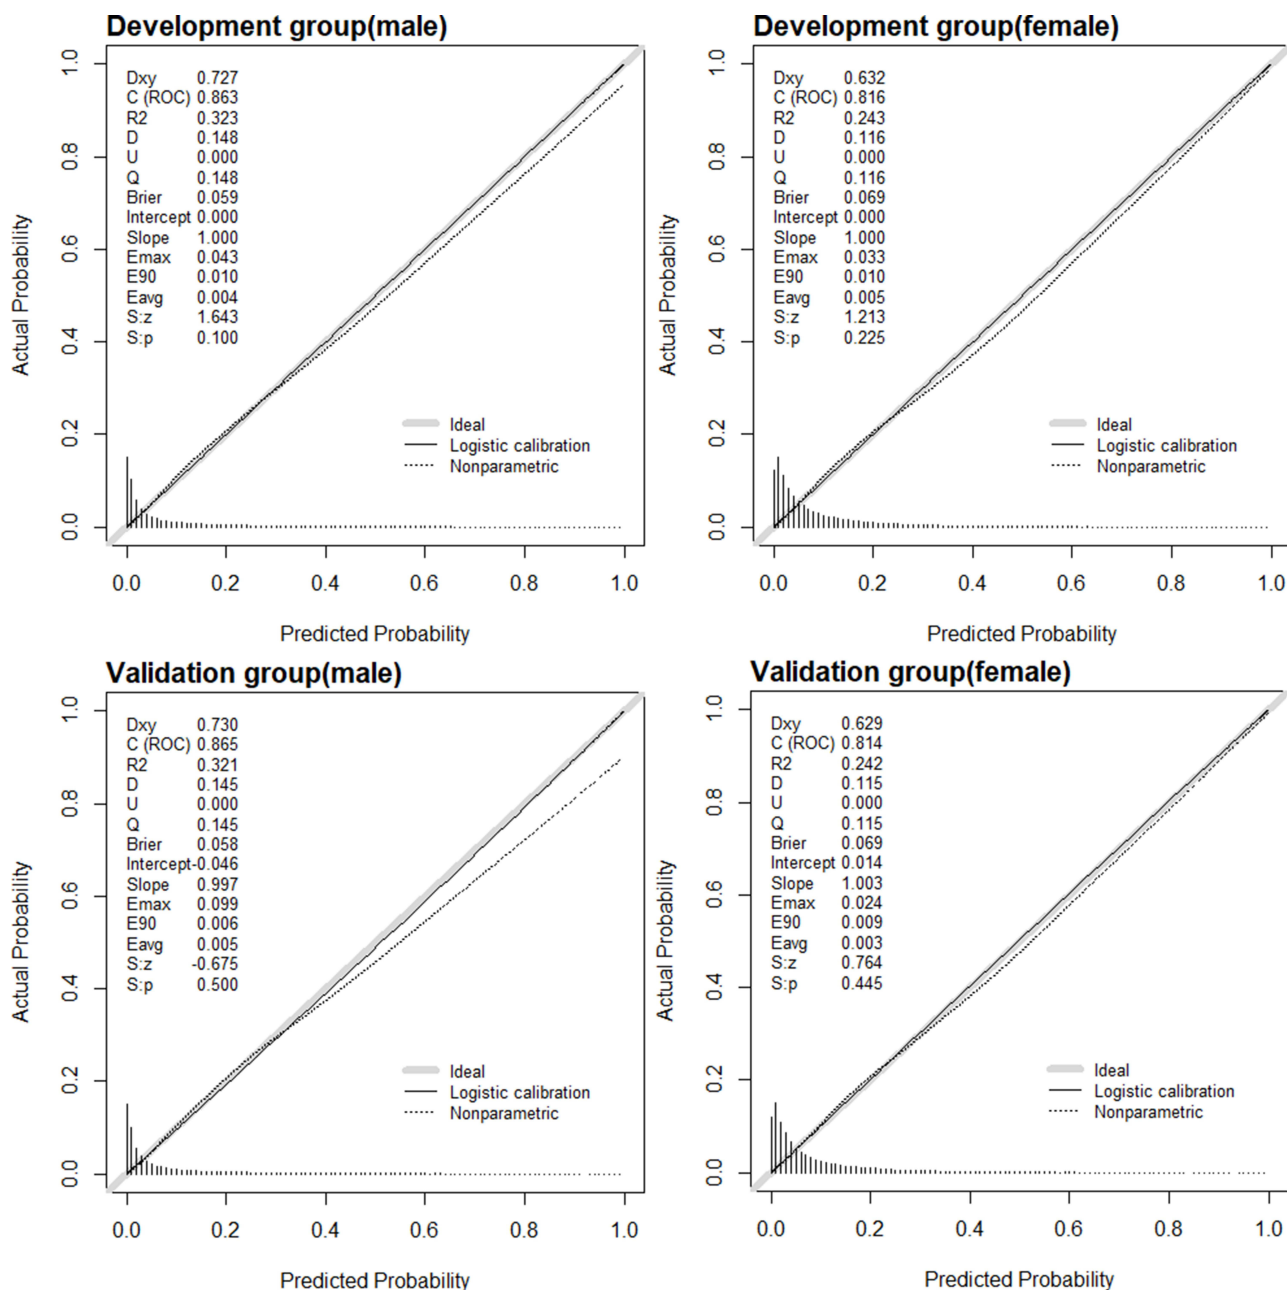 Development group(male)
Dxy 0.727
C (ROC) 0.863
R2 0.323
D 0.148
U 0.000
Q 0.148
Brier 0.059
Intercept 0.000
Slope 1.000
Emax 0.043
E90 0.010
Eavg 0.004
S:z 1.643
S:p 0.100
Ideal
Logistic calibration
Nonparametric
Actual Probability
0.0 0.2 0.4 0.6 0.8 1.0
0.0 0.2 0.4 0.6 0.8 1.0
Predicted Probability
Development group(female)
Dxy 0.632
C (ROC) 0.816
R2 0.243
D 0.116
U 0.000
Q 0.116
Brier 0.069
Intercept 0.000
Slope 1.000
Emax 0.033
E90 0.010
Eavg 0.005
S:z 1.213
S:p 0.225
Ideal
Logistic calibration
Nonparametric
Actual Probability
0.0 0.2 0.4 0.6 0.8 1.0
0.0 0.2 0.4 0.6 0.8 1.0
Predicted Probability
Validation group(male)
Dxy 0.730
C (ROC) 0.865
R2 0.321
D 0.145
U 0.000
Q 0.145
Brier 0.058
Intercept -0.046
Slope 0.997
Emax 0.099
E90 0.006
Eavg 0.005
S:z -0.675
S:p 0.500
Ideal
Logistic calibration
Nonparametric
Actual Probability
0.0 0.2 0.4 0.6 0.8 1.0
0.0 0.2 0.4 0.6 0.8 1.0
Predicted Probability
Validation group(female)
Dxy 0.629
C (ROC) 0.814
R2 0.242
D 0.115
U 0.000
Q 0.115
Brier 0.069
Intercept 0.014
Slope 1.003
Emax 0.024
E90 0.009
Eavg 0.003
S:z 0.764
S:p 0.445
Ideal
Logistic calibration
Nonparametric
Actual Probability
0.0 0.2 0.4 0.6 0.8 1.0
0.0 0.2 0.4 0.6 0.8 1.0
Predicted Probability